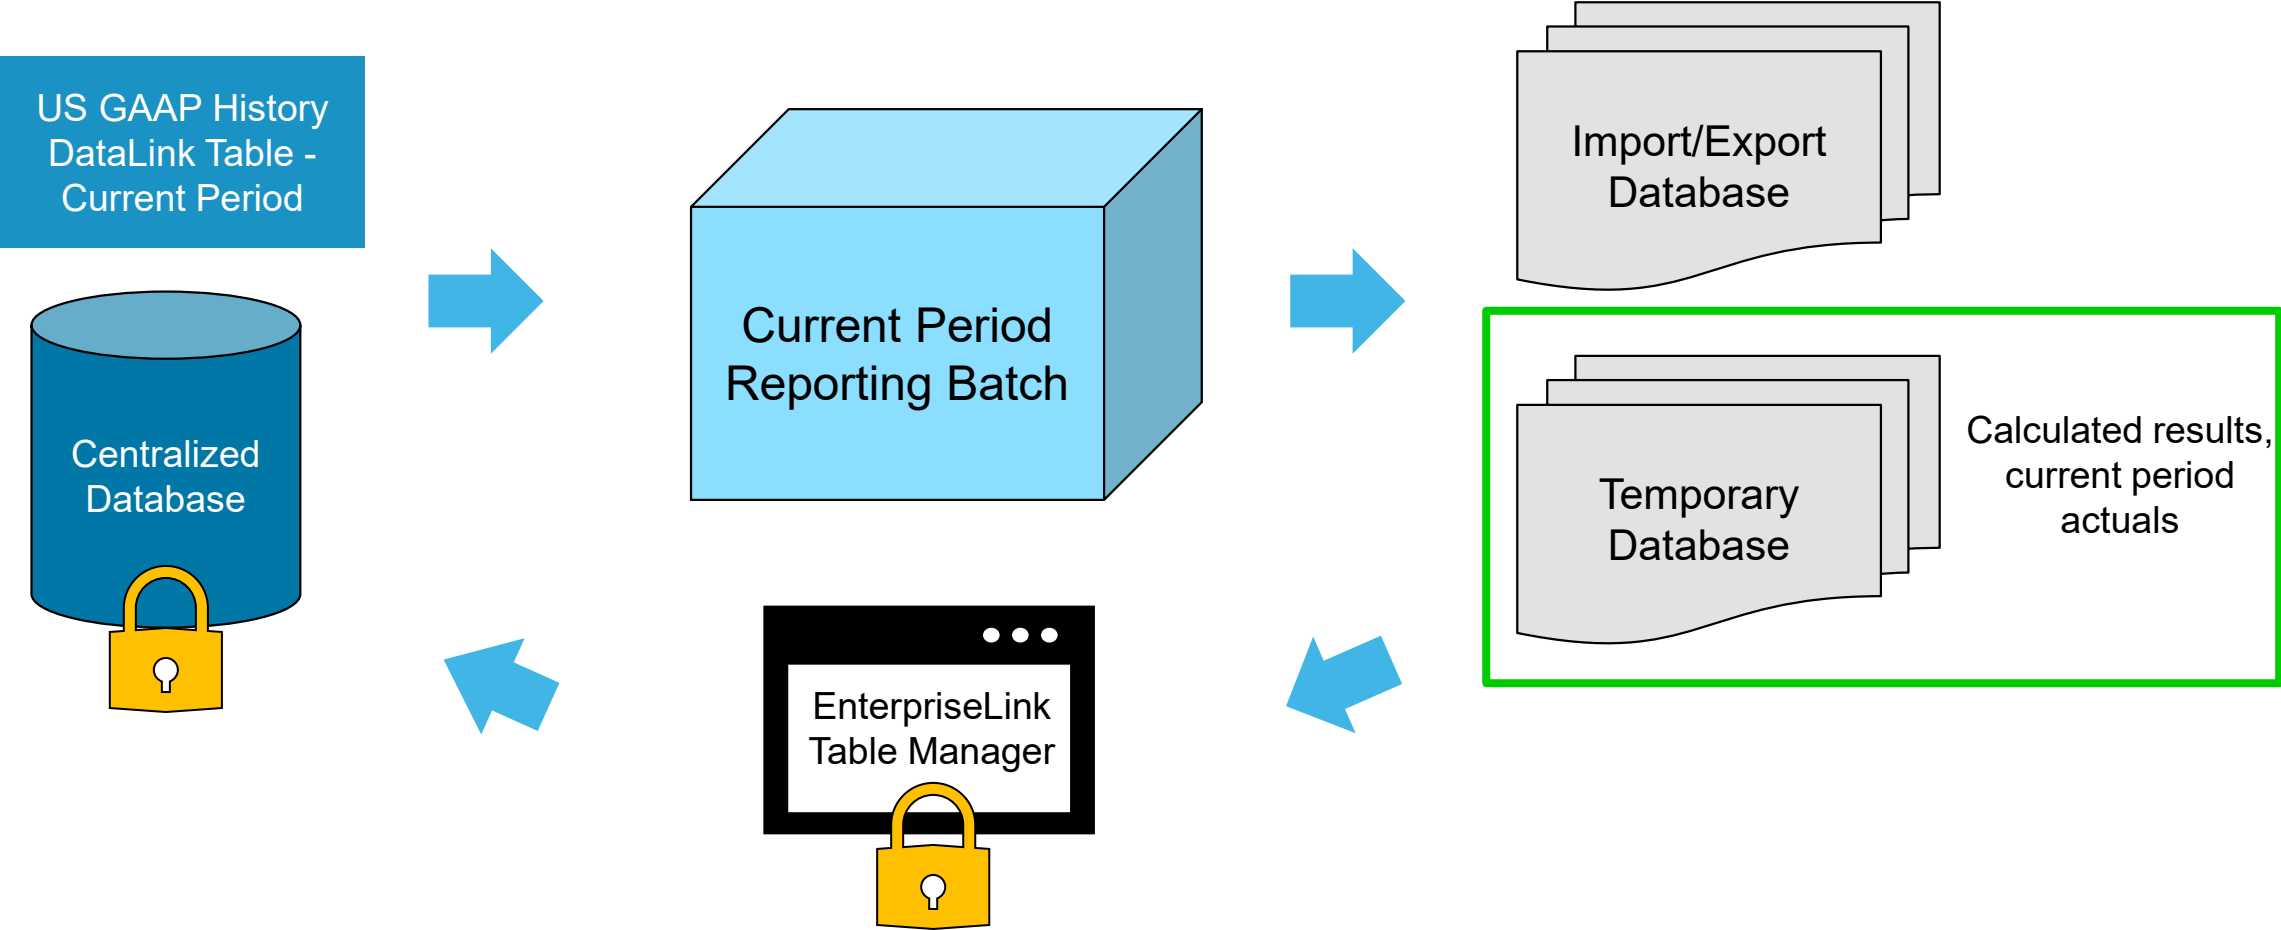 US GAAP History
DataLink Table -
Current Period
Centralized
Database
Current Period
Reporting Batch
Import/Export
Database
Temporary
Database
Calculated results,
current period
actuals
EnterpriseLink
Table Manager